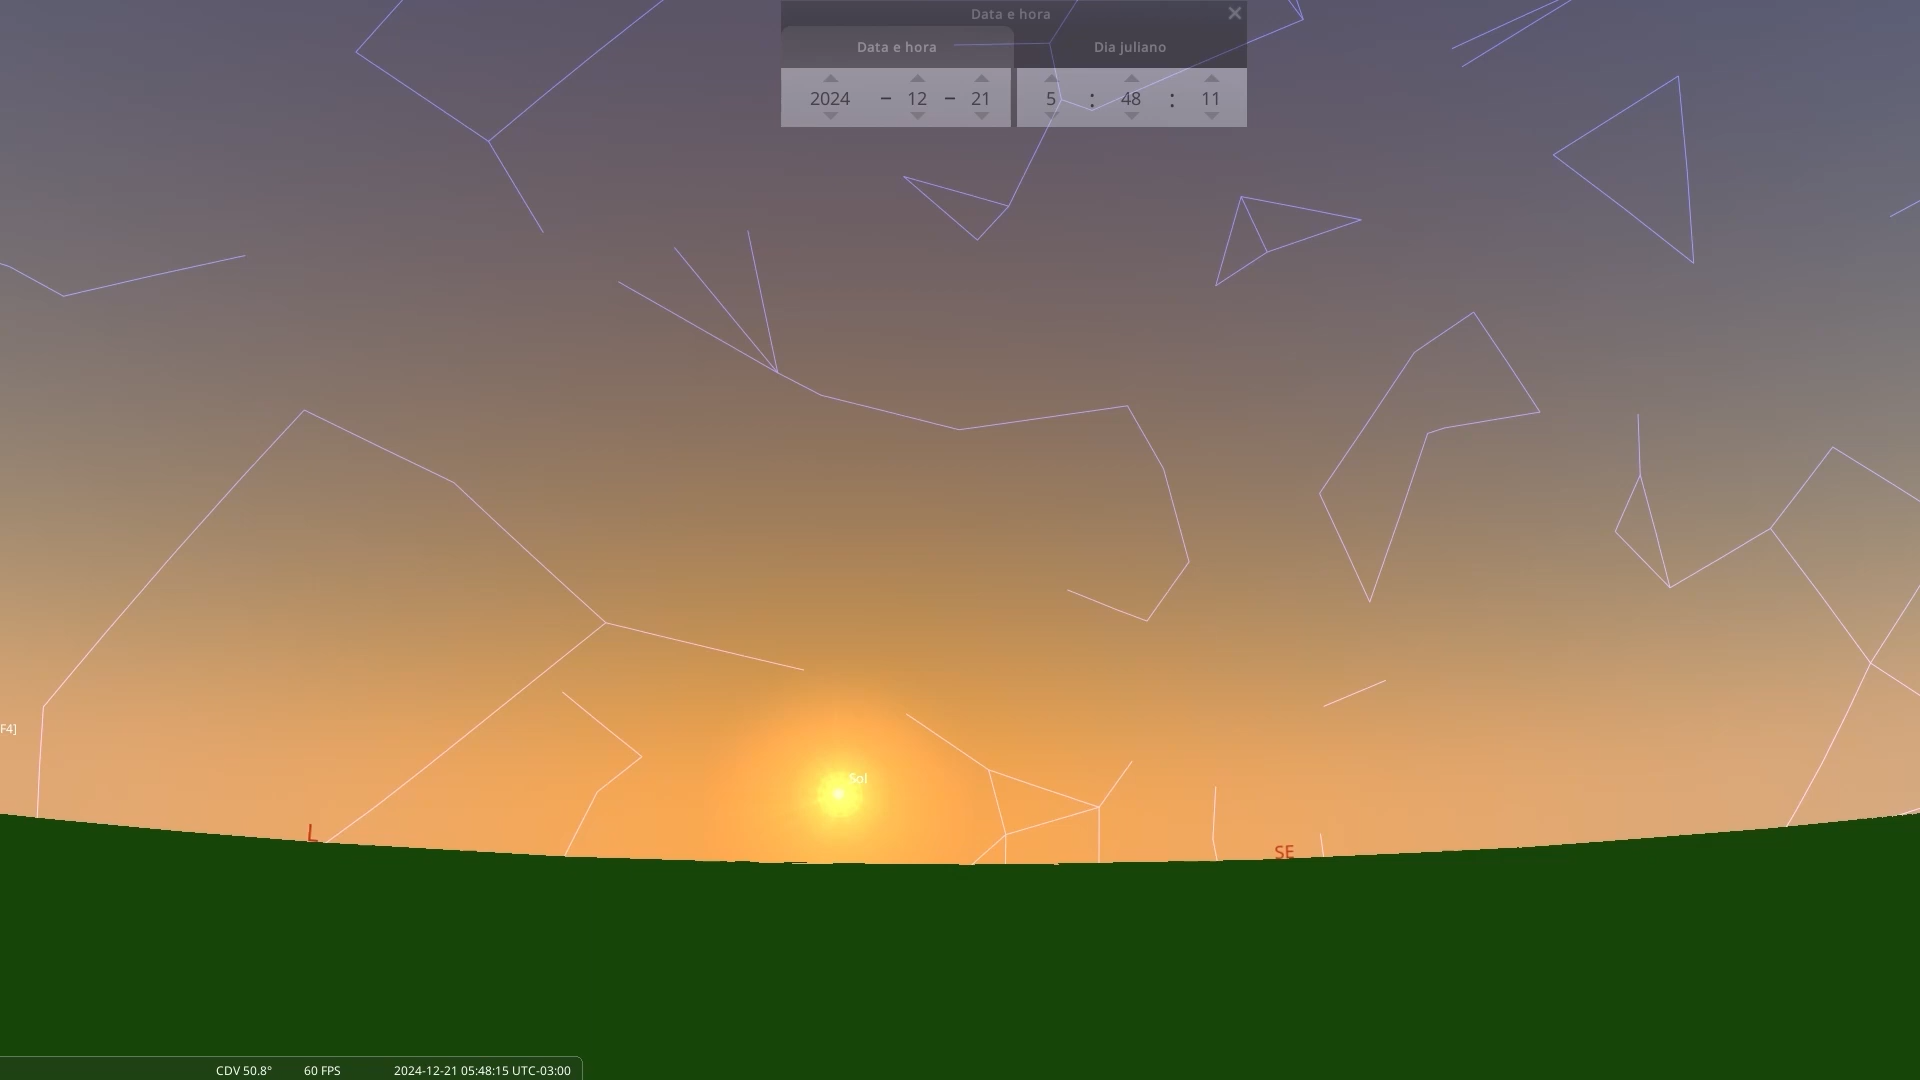 Data e hora
Data e hora Dia juliano
2024 - 12 - 21 5 : 48 : 11
F4]
Sol
L
SE
CDV 50.8° 60 FPS 2024-12-21 05:48:15 UTC-03:00